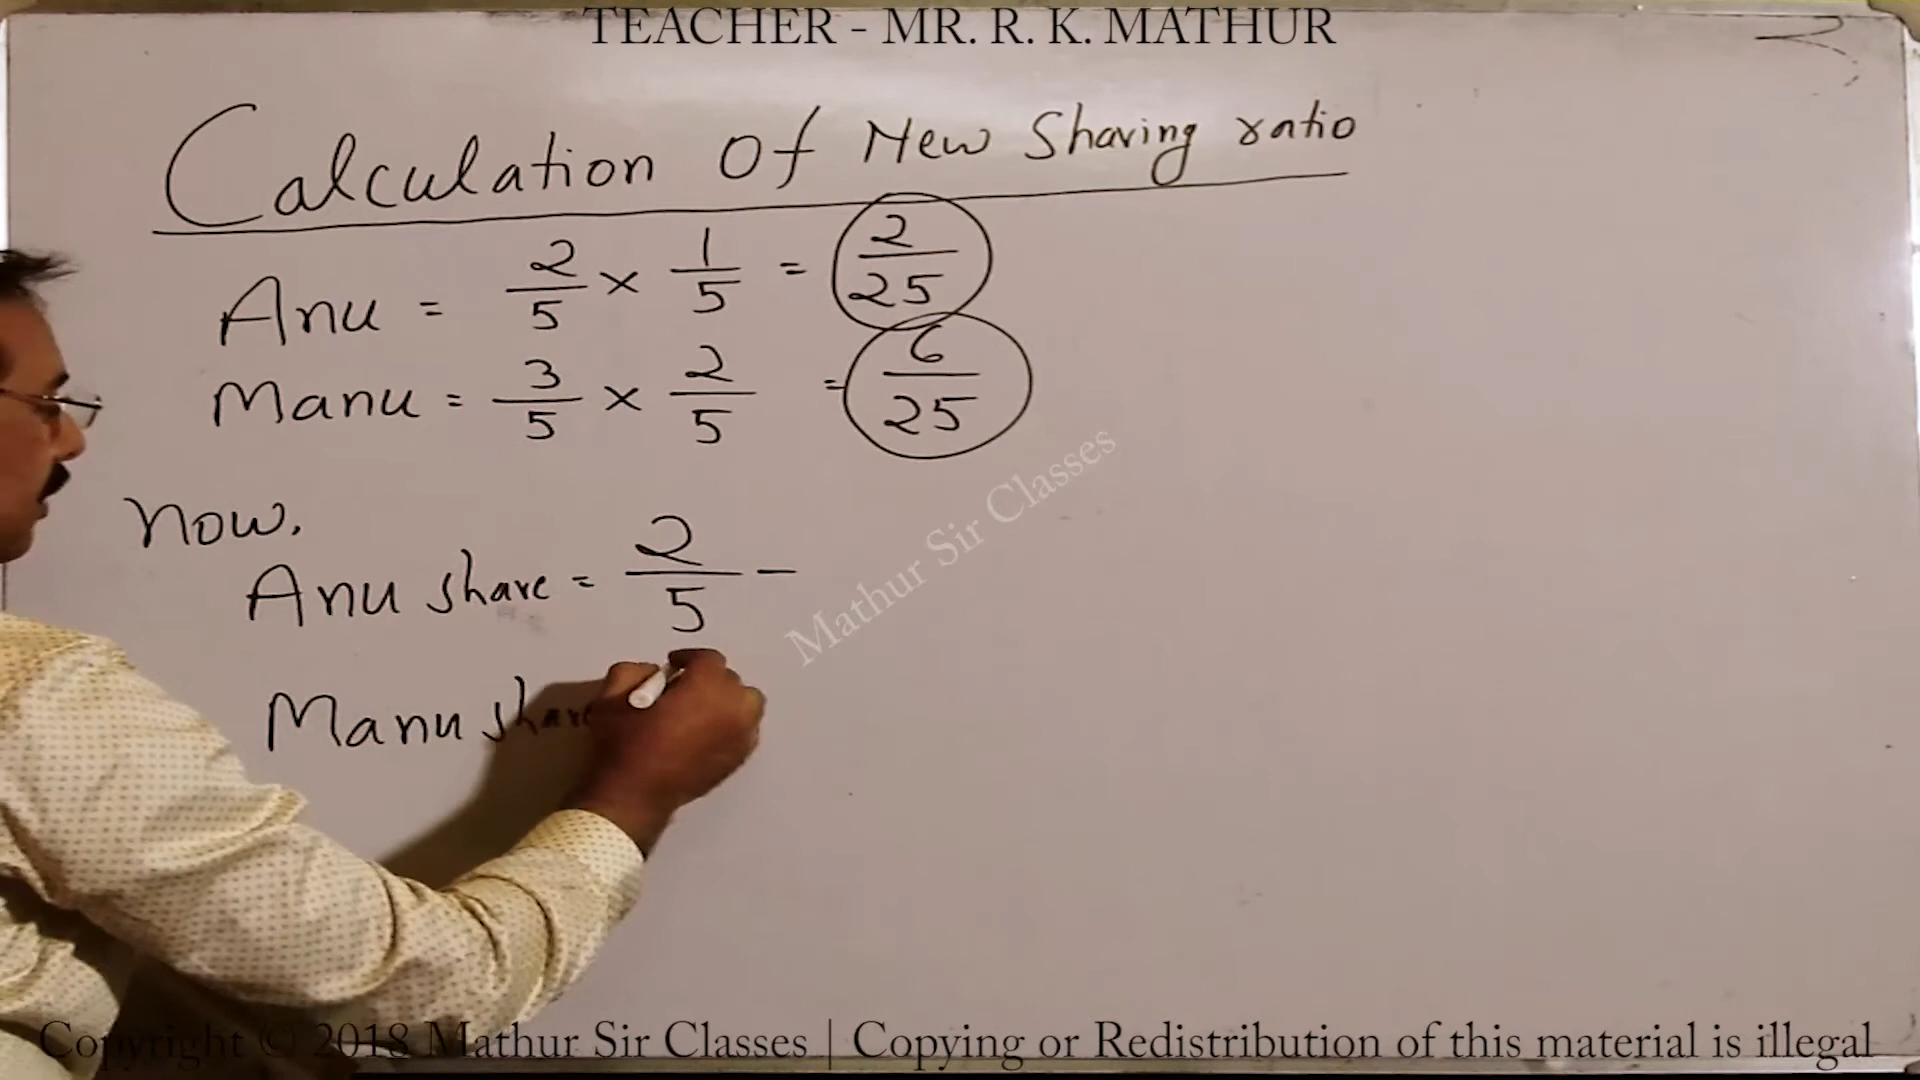 TEACHER - MR. R. K. MATHUR
Calculation Of New Sharing ratio
Anu = 2/5 × 1/5 = 2/25
Manu = 3/5 × 2/5 = 6/25
Now.
Anu share = 2/5 -
Mathur Sir Classes
Manu share
Copyright © 2018 Mathur Sir Classes | Copying or Redistribution of this material is illegal